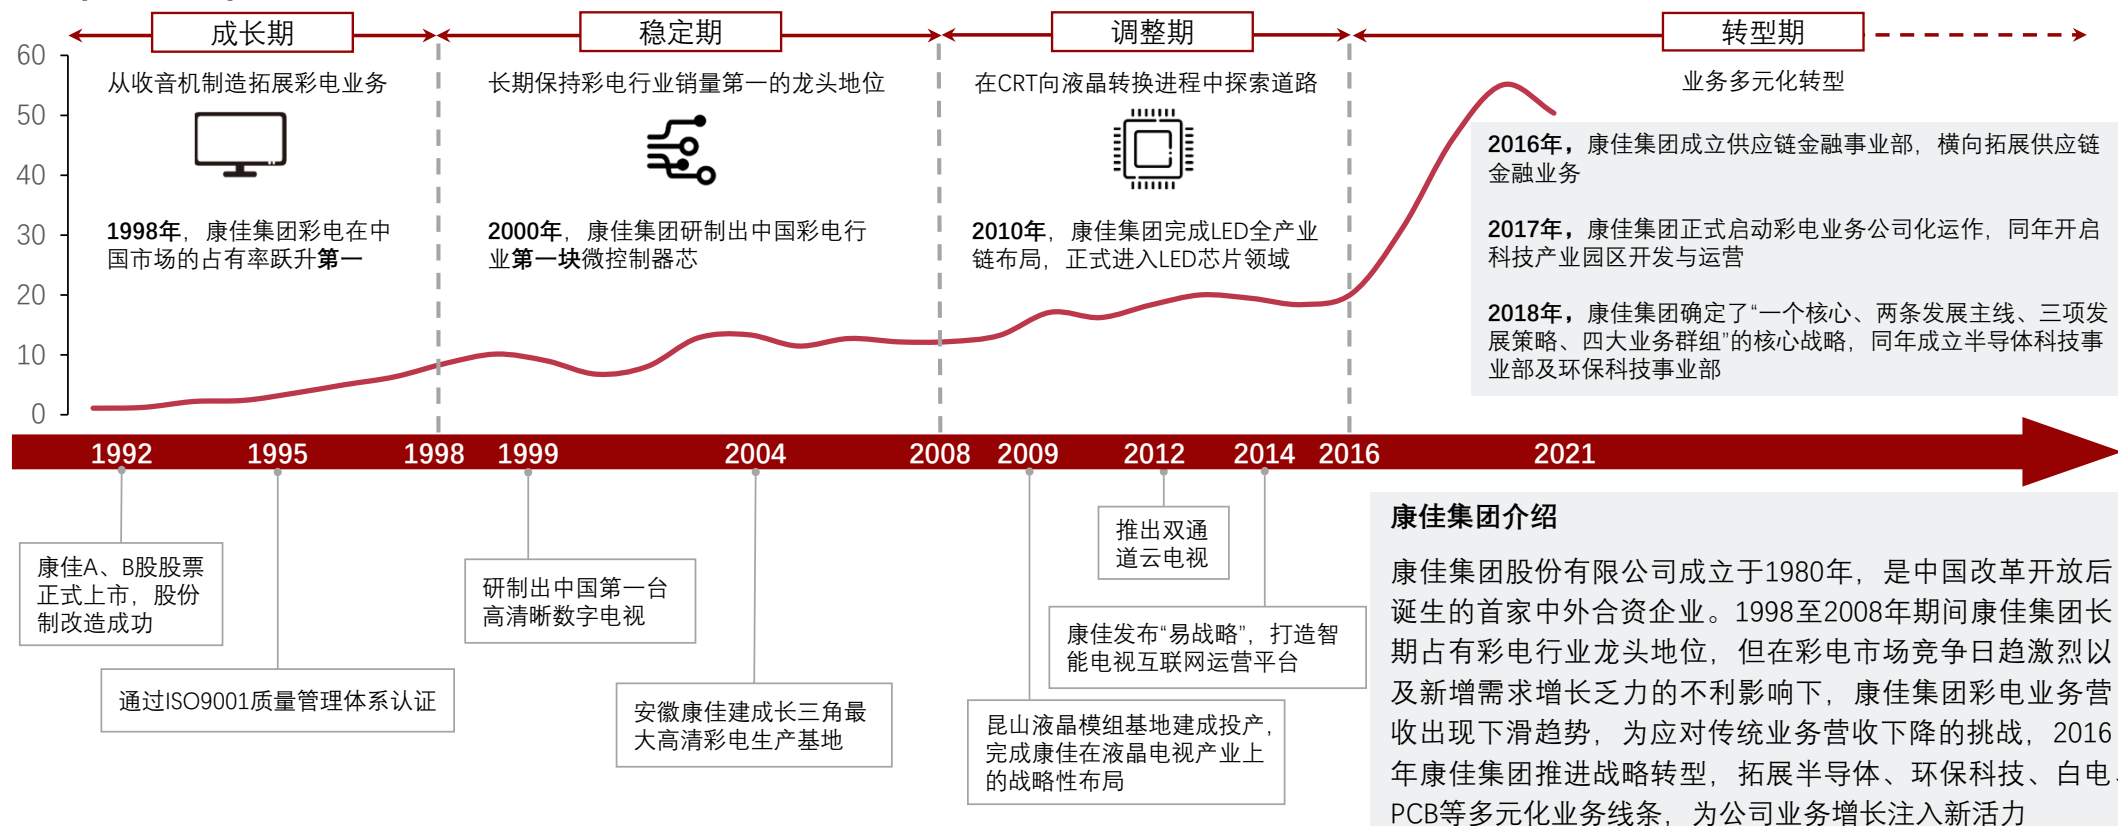 成长期
稳定期
调整期
转型期
从收音机制造拓展彩电业务
长期保持彩电行业销量第一的龙头地位
在CRT向液晶转换进程中探索道路
业务多元化转型
60
50
40
30
20
10
0
1998年，康佳集团彩电在中
国市场的占有率跃升第一
2000年，康佳集团研制出中国彩电行
业第一块微控制器芯
2010年，康佳集团完成LED全产业
链布局，正式进入LED芯片领域
2016年，康佳集团成立供应链金融事业部，横向拓展供应链
金融业务
2017年，康佳集团正式启动彩电业务公司化运作，同年开启
科技产业园区开发与运营
2018年，康佳集团确定了“一个核心、两条发展主线、三项发
展策略、四大业务群组”的核心战略，同年成立半导体科技事
业部及环保科技事业部
1992
1995
1998
1999
2004
2008
2009
2012
2014
2016
2021
康佳A、B股股票
正式上市，股份
制改造成功
通过ISO9001质量管理体系认证
研制出中国第一台
高清晰数字电视
安徽康佳建成长三角最
大高清彩电生产基地
推出双通
道云电视
康佳发布“易战略”，打造智
能电视互联网运营平台
昆山液晶模组基地建成投产，
完成康佳在液晶电视产业上
的战略性布局
康佳集团介绍
康佳集团股份有限公司成立于1980年，是中国改革开放后
诞生的首家中外合资企业。1998至2008年期间康佳集团长
期占有彩电行业龙头地位，但在彩电市场竞争日趋激烈以
及新增需求增长乏力的不利影响下，康佳集团彩电业务营
收出现下滑趋势，为应对传统业务营收下降的挑战，2016
年康佳集团推进战略转型，拓展半导体、环保科技、白电、
PCB等多元化业务线条，为公司业务增长注入新活力